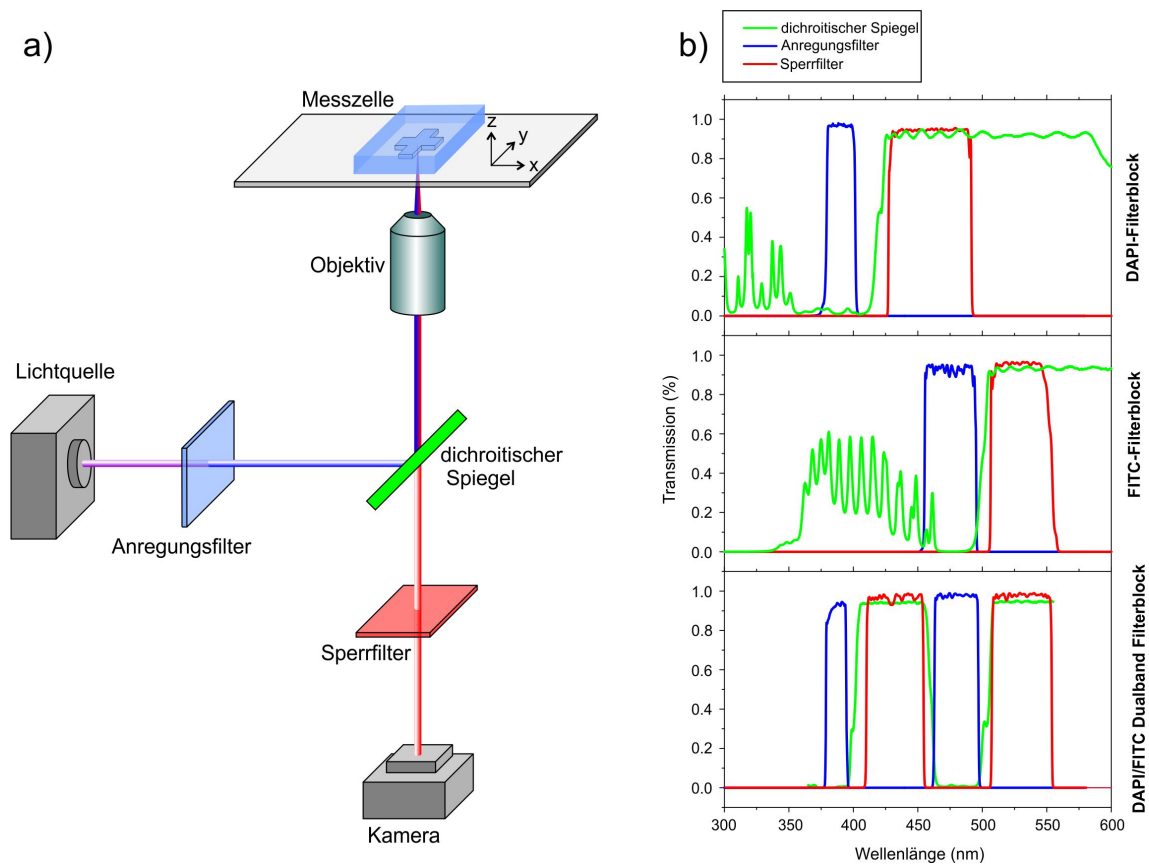 a)
Messzelle
z
y
x
Objektiv
Lichtquelle
dichroitischer
Spiegel
Anregungsfilter
Sperrfilter
Kamera
b)
dichroitischer Spiegel
Anregungsfilter
Sperrfilter
1.0
0.8
0.6
0.4
0.2
0.0
DAPI-Filterblock
1.0
0.8
0.6
0.4
0.2
0.0
Transmission (%)
FITC-Filterblock
1.0
0.8
0.6
0.4
0.2
0.0
DAPI/FITC Dualband Filterblock
300 350 400 450 500 550 600
Wellenlänge (nm)